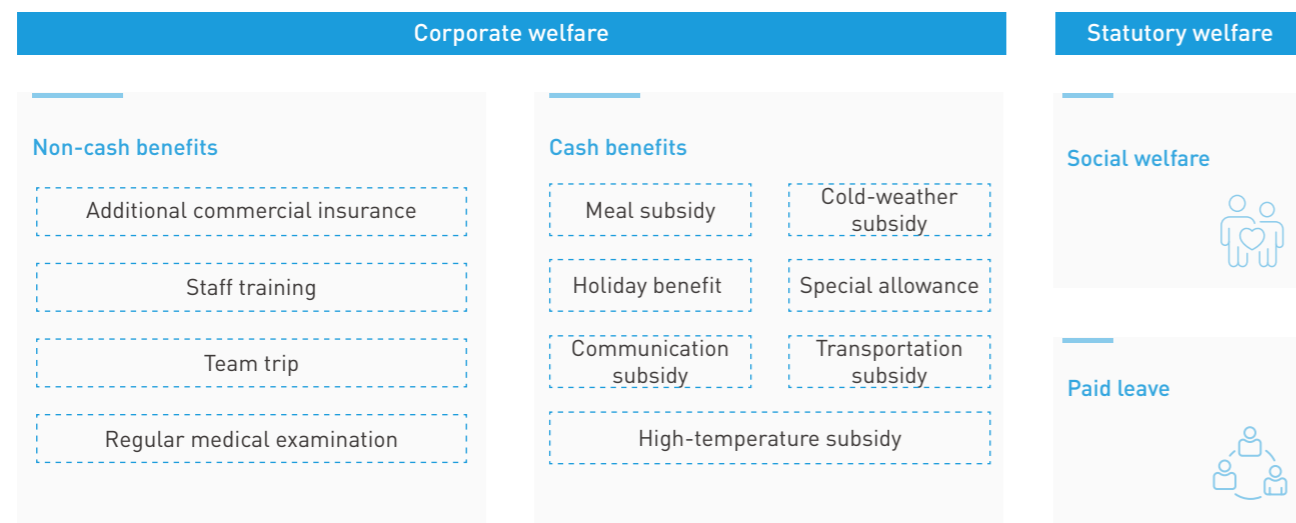 Corporate welfare
Statutory welfare
Non-cash benefits
Additional commercial insurance
Staff training
Team trip
Regular medical examination
Cash benefits
Meal subsidy
Cold-weather
subsidy
Holiday benefit
Special allowance
Communication
subsidy
Transportation
subsidy
High-temperature subsidy
Social welfare
Paid leave